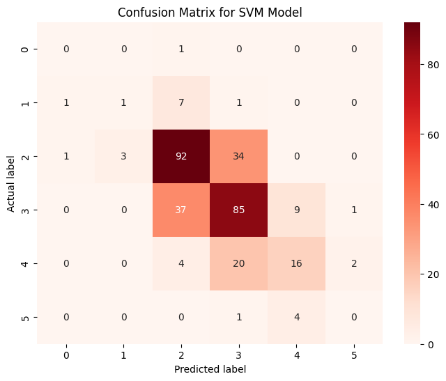 Confusion Matrix for SVM Model
0 0 0 1 0 0 0
1 1 1 7 1 0 0
2 1 3 92 34 0 0
3 0 0 37 85 9 1
4 0 0 4 20 16 2
5 0 0 0 1 4 0
0 1 2 3 4 5
Predicted label
Actual label
80
60
40
20
0